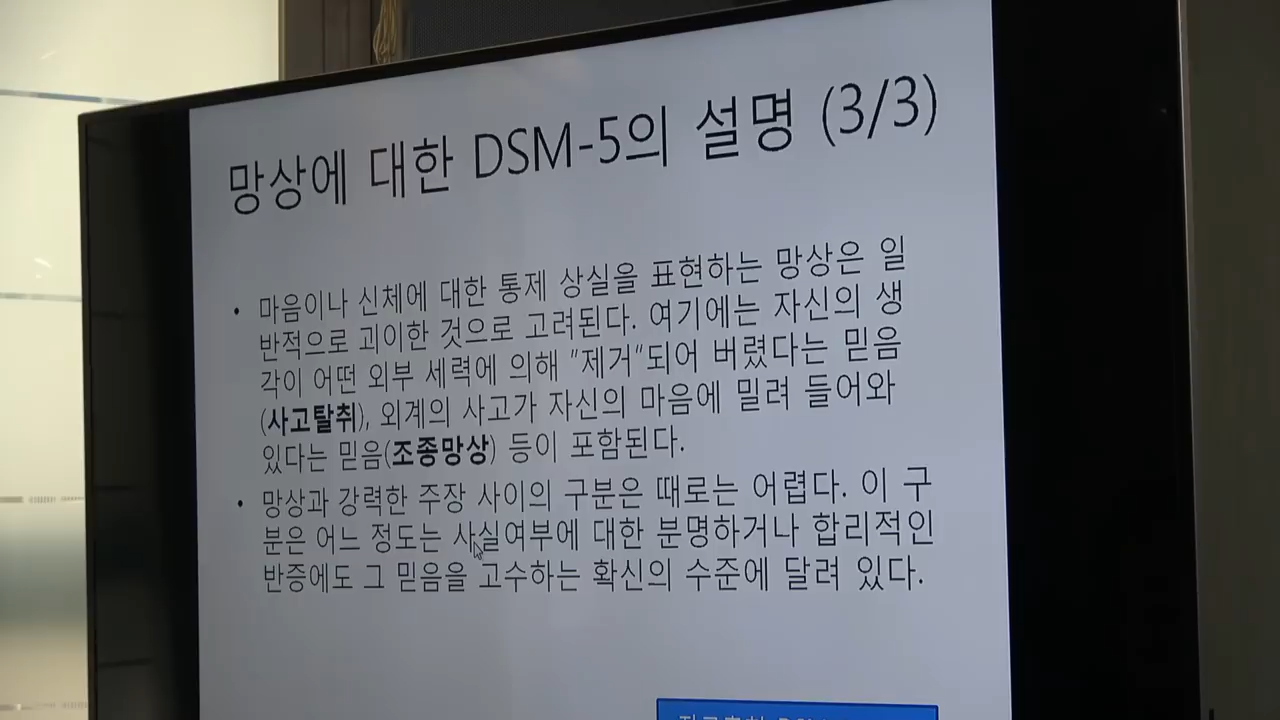 망상에 대한 DSM-5의 설명 (3/3)
• 마음이나 신체에 대한 통제 상실을 표현하는 망상은 일
반적으로 괴이한 것으로 고려된다. 여기에는 자신의 생
각이 어떤 외부 세력에 의해 "제거"되어 버렸다는 믿음
(사고탈취), 외계의 사고가 자신의 마음에 밀려 들어와
있다는 믿음(조종망상) 등이 포함된다.
• 망상과 강력한 주장 사이의 구분은 때로는 어렵다. 이 구
분은 어느 정도는 사실여부에 대한 분명하거나 합리적인
반증에도 그 믿음을 고수하는 확신의 수준에 달려 있다.